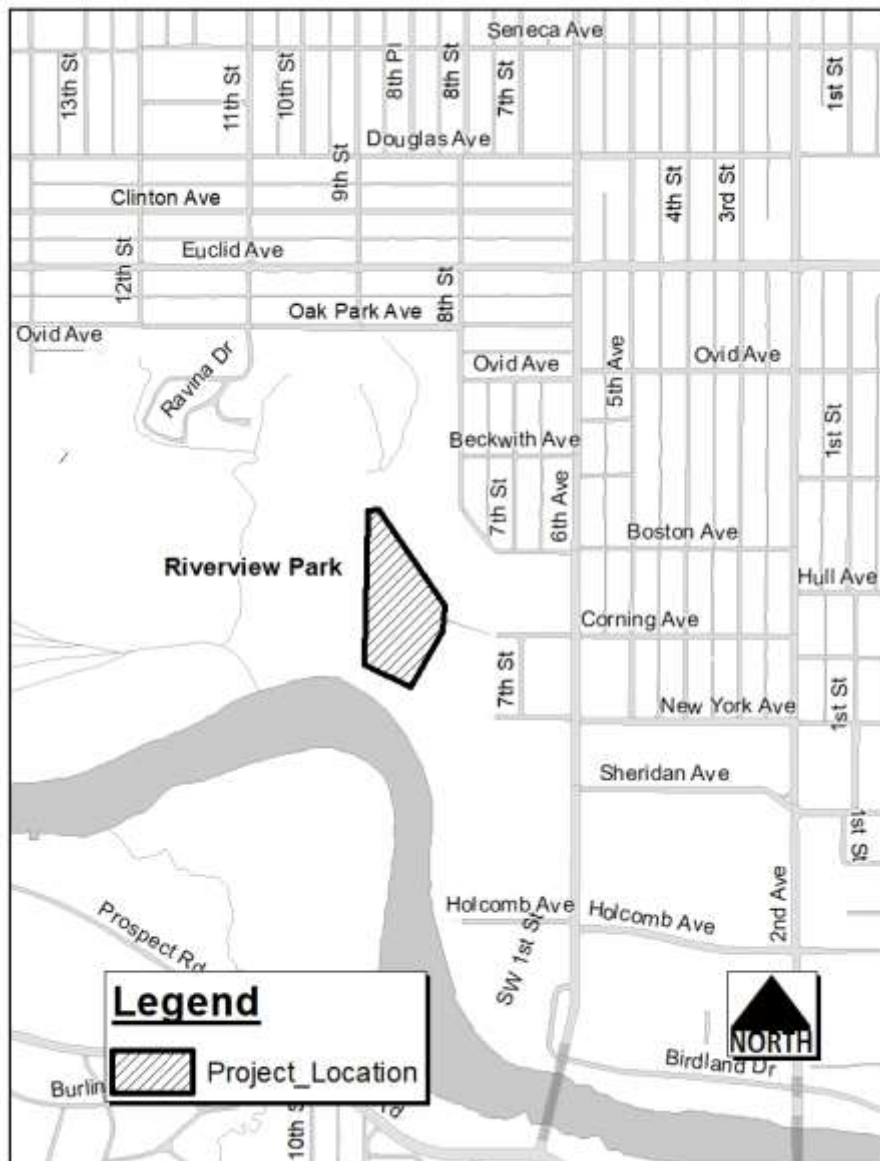 Seneca Ave
13th St
11th St
10th St
8th Pl
8th St
7th St
1st St
Douglas Ave
9th St
4th St
3rd St
Clinton Ave
Euclid Ave
12th St
8th St
Oak Park Ave
Ovid Ave
Ravina Dr
Ovid Ave
5th Ave
Ovid Ave
Beckwith Ave
1st St
7th St
6th Ave
Boston Ave
Riverview Park
Hull Ave
Corning Ave
7th St
1st St
New York Ave
Sheridan Ave
1st St
Holcomb Ave
Holcomb Ave
2nd Ave
Prospect Rd
SW 1st St
Legend
Project_Location
NORTH
Birdland Dr
Burlin
10th S
Rd